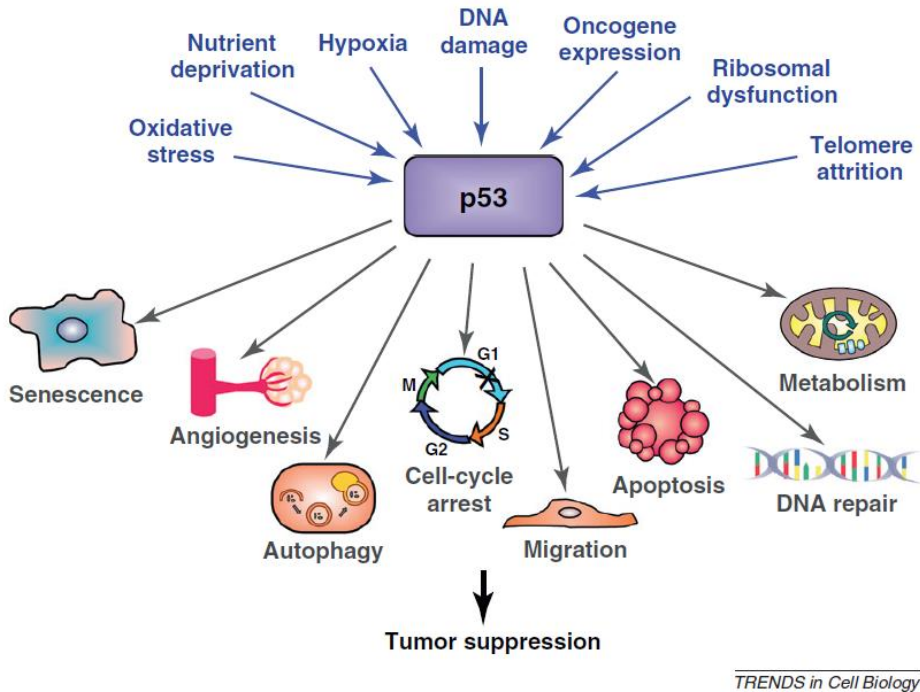 DNA
damage
Oncogene
expression
Hypoxia
Nutrient
deprivation
Ribosomal
dysfunction
Oxidative
stress
Telomere
attrition
p53
Senescence
Angiogenesis
Autophagy
G1
M
S
G2
Cell-cycle
arrest
Migration
Apoptosis
DNA repair
Metabolism
Tumor suppression
TRENDS in Cell Biology